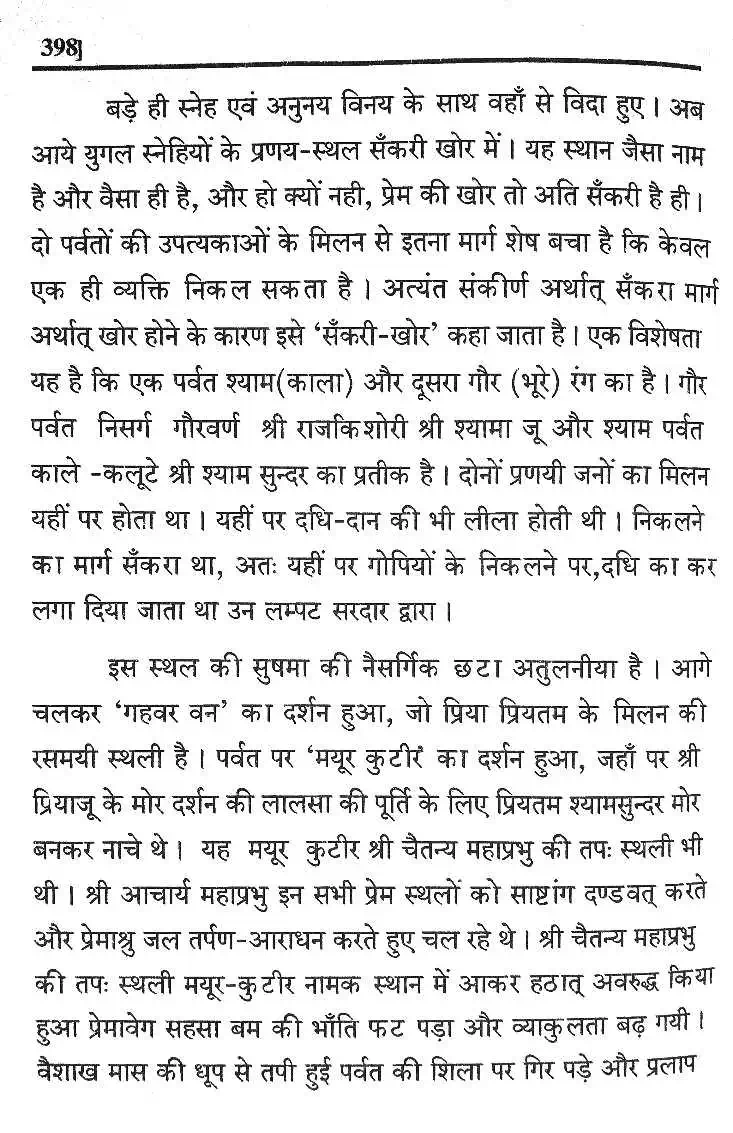 398]
बड़े ही स्नेह एवं अनुनय विनय के साथ वहाँ से विदा हुए। अब
आये युगल स्नेहियों के प्रणय-स्थल सँकरी खोर में। यह स्थान जैसा नाम
है और वैसा ही है, और हो क्यों नही, प्रेम की खोर तो अति सँकरी है ही।
दो पर्वतों की उपत्यकाओं के मिलन से इतना मार्ग शेष बचा है कि केवल
एक ही व्यक्ति निकल सकता है। अत्यंत संकीर्ण अर्थात् सँकरा मार्ग
अर्थात् खोर होने के कारण इसे ‘सँकरी-खोर’ कहा जाता है। एक विशेषता
यह है कि एक पर्वत श्याम(काला) और दूसरा गौर (भूरे) रंग का है। गौर
पर्वत निसर्ग गौरवर्ण श्री राजकिशोरी श्री श्यामा जू और श्याम पर्वत
काले -कलूटे श्री श्याम सुन्दर का प्रतीक है। दोनों प्रणयी जनों का मिलन
यहीं पर होता था। यहीं पर दधि-दान की भी लीला होती थी। निकलने
का मार्ग सँकरा था, अतः यहीं पर गोपियों के निकलने पर,दधि का कर
लगा दिया जाता था उन लम्पट सरदार द्वारा।
इस स्थल की सुषमा की नैसर्गिक छटा अतुलनीया है। आगे
चलकर ‘गहवर वन’ का दर्शन हुआ, जो प्रिया प्रियतम के मिलन की
रसमयी स्थली है। पर्वत पर ‘मयूर कुटीर’ का दर्शन हुआ, जहाँ पर श्री
प्रियाजू के मोर दर्शन की लालसा की पूर्ति के लिए प्रियतम श्यामसुन्दर मोर
बनकर नाचे थे। यह मयूर कुटीर श्री चैतन्य महाप्रभु की तपः स्थली भी
थी। श्री आचार्य महाप्रभु इन सभी प्रेम स्थलों को साष्टांग दण्डवत् करते
और प्रेमाश्रु जल तर्पण-आराधन करते हुए चल रहे थे। श्री चैतन्य महाप्रभु
की तपः स्थली मयूर-कुटीर नामक स्थान में आकर हठात् अवरुद्ध किया
हुआ प्रेमावेग सहसा बम की भाँति फट पड़ा और व्याकुलता बढ़ गयी।
वैशाख मास की धूप से तपी हुई पर्वत की शिला पर गिर पड़े और प्रलाप